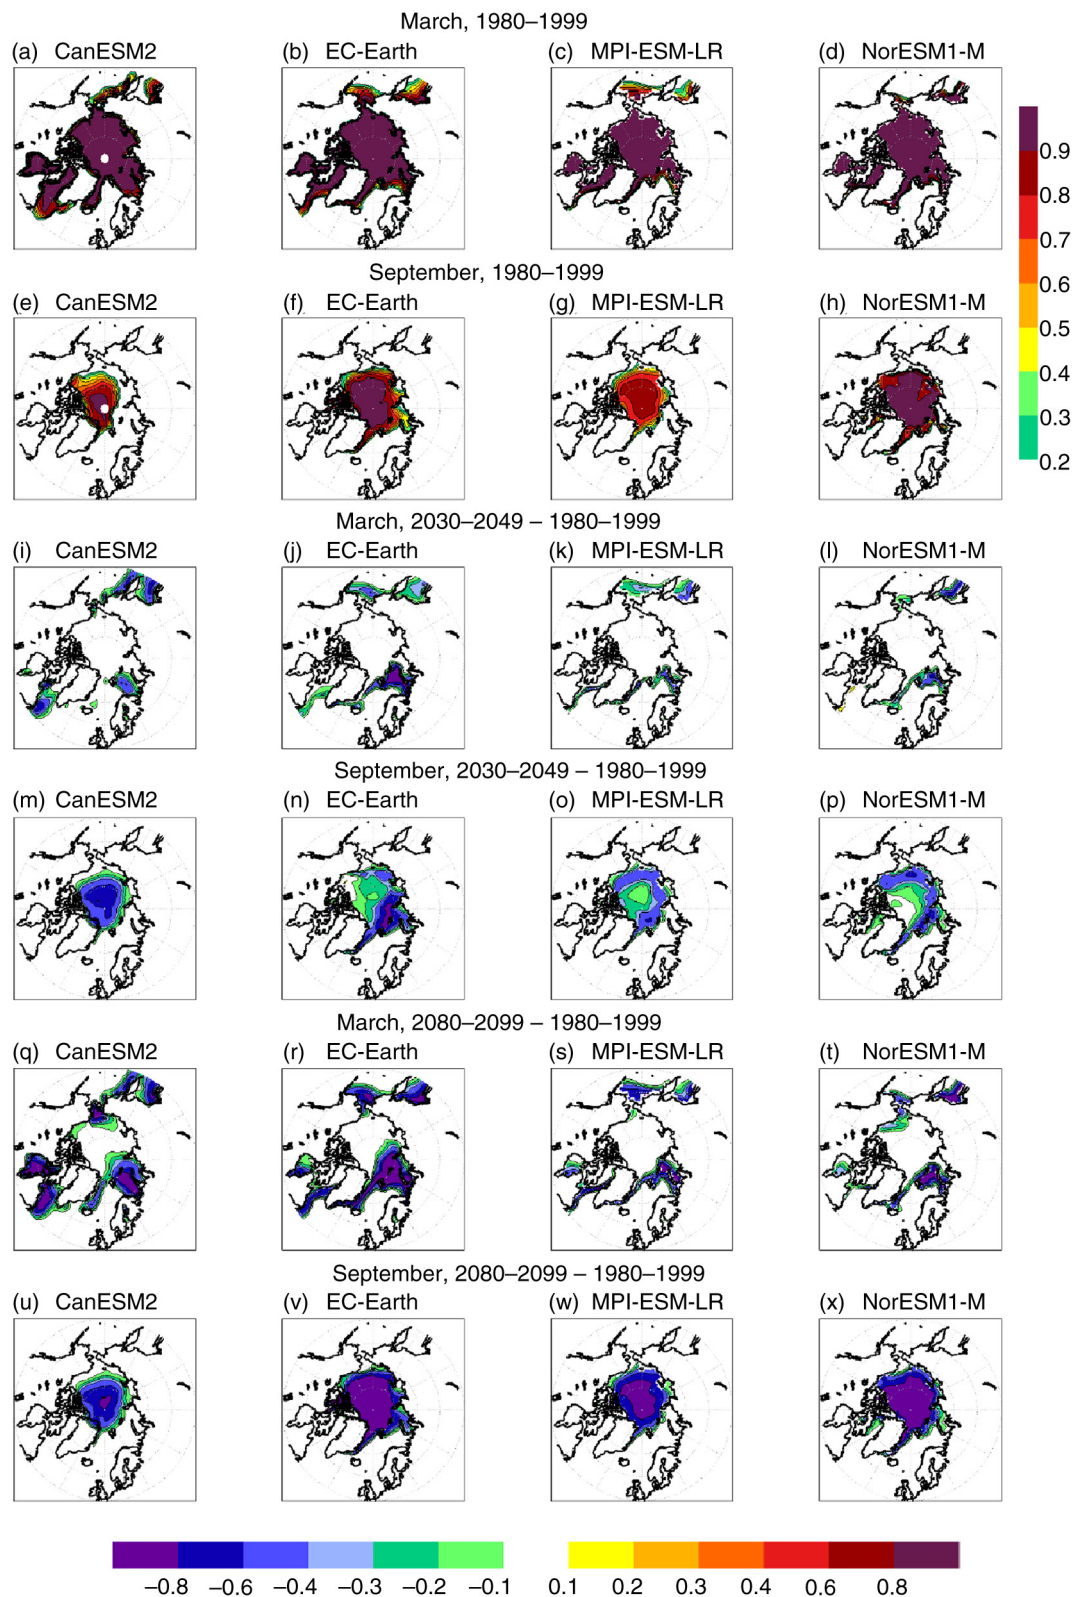 March, 1980–1999
(a) CanESM2 (b) EC-Earth (c) MPI-ESM-LR (d) NorESM1-M
0.9
0.8
0.7
0.6
0.5
0.4
0.3
0.2
September, 1980–1999
(e) CanESM2 (f) EC-Earth (g) MPI-ESM-LR (h) NorESM1-M
March, 2030–2049 – 1980–1999
(i) CanESM2 (j) EC-Earth (k) MPI-ESM-LR (l) NorESM1-M
September, 2030–2049 – 1980–1999
(m) CanESM2 (n) EC-Earth (o) MPI-ESM-LR (p) NorESM1-M
March, 2080–2099 – 1980–1999
(q) CanESM2 (r) EC-Earth (s) MPI-ESM-LR (t) NorESM1-M
September, 2080–2099 – 1980–1999
(u) CanESM2 (v) EC-Earth (w) MPI-ESM-LR (x) NorESM1-M
–0.8 –0.6 –0.4 –0.3 –0.2 –0.1 0.1 0.2 0.3 0.4 0.6 0.8